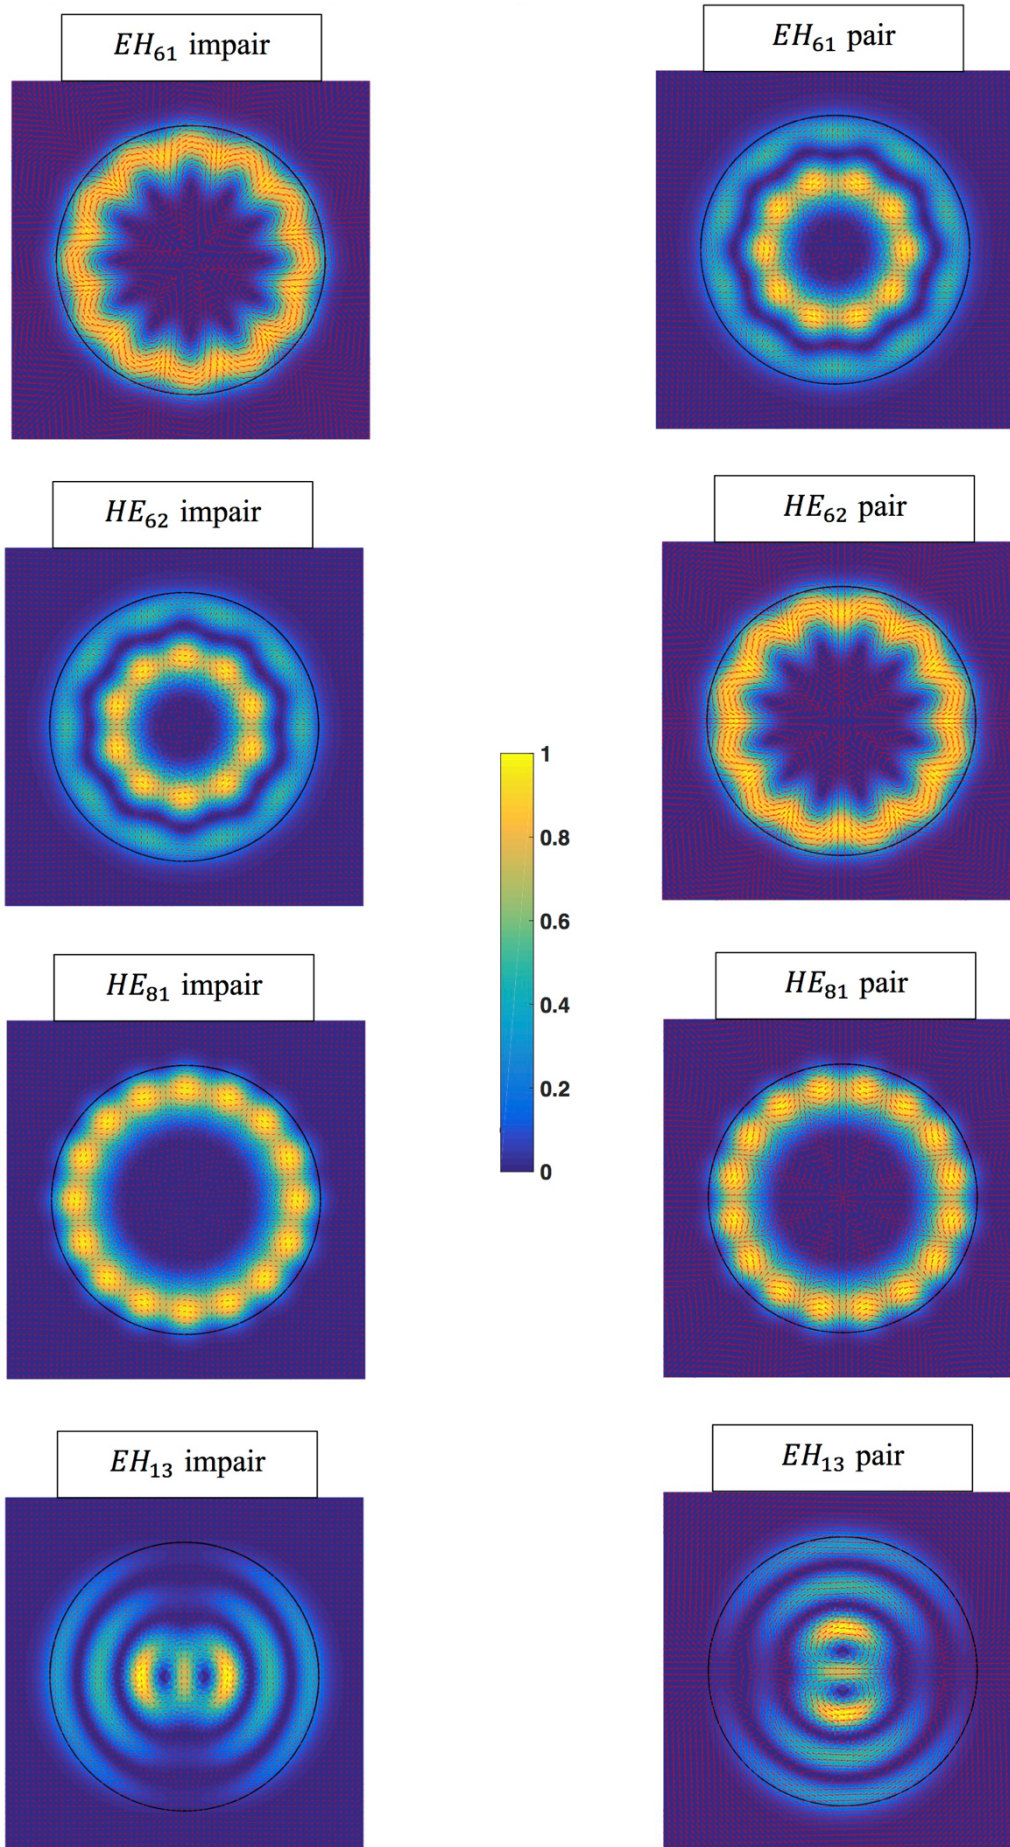 EH₆₁ impair
EH₆₁ pair
HE₆₂ impair
HE₆₂ pair
1
0.8
0.6
0.4
0.2
0
HE₈₁ impair
HE₈₁ pair
EH₁₃ impair
EH₁₃ pair